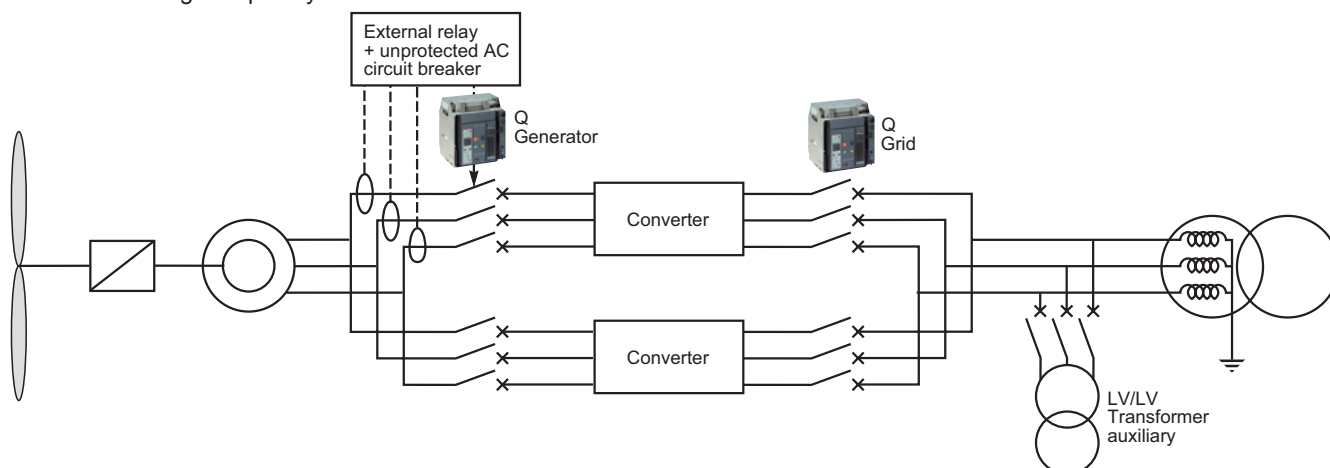 External relay
+ unprotected AC
circuit breaker
Q
Generator
Q
Grid
Converter
Converter
LV/LV
Transformer
auxiliary